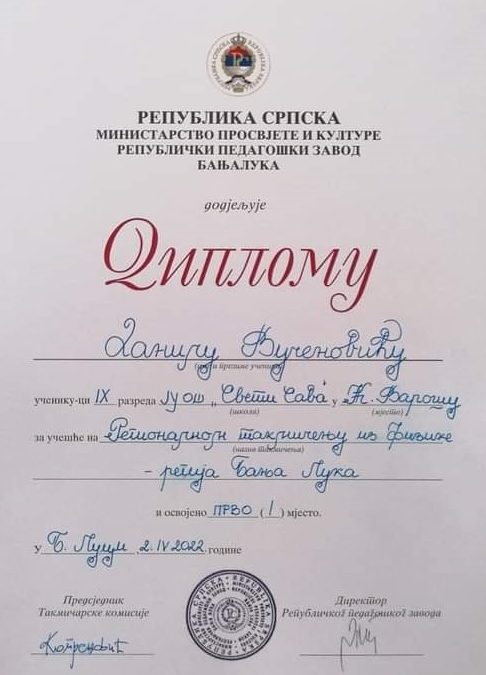 РЕПУБЛИКА СРПСКА
МИНИСТАРСТВО ПРОСВЈЕТЕ И КУЛТУРЕ
РЕПУБЛИЧКИ ПЕДАГОШКИ ЗАВОД
БАЊАЛУКА
додјељује
Диплому
Данилу Вученовићу
(име и презиме ученика)
ученику-ци IX разреда ЈУ ОШ „Свети Сава" у К. Варошу
(школа) (мјесто)
за учешће на Регионарном такмичењу из физике
(назив такмичења)
- регија Бања Лука
и освојено ПРВО ( I ) мјесто.
У Б. Луци, 2. IV 2022. године
Предсједник Директор
Такмичарске комисије Републичког педагошког завода